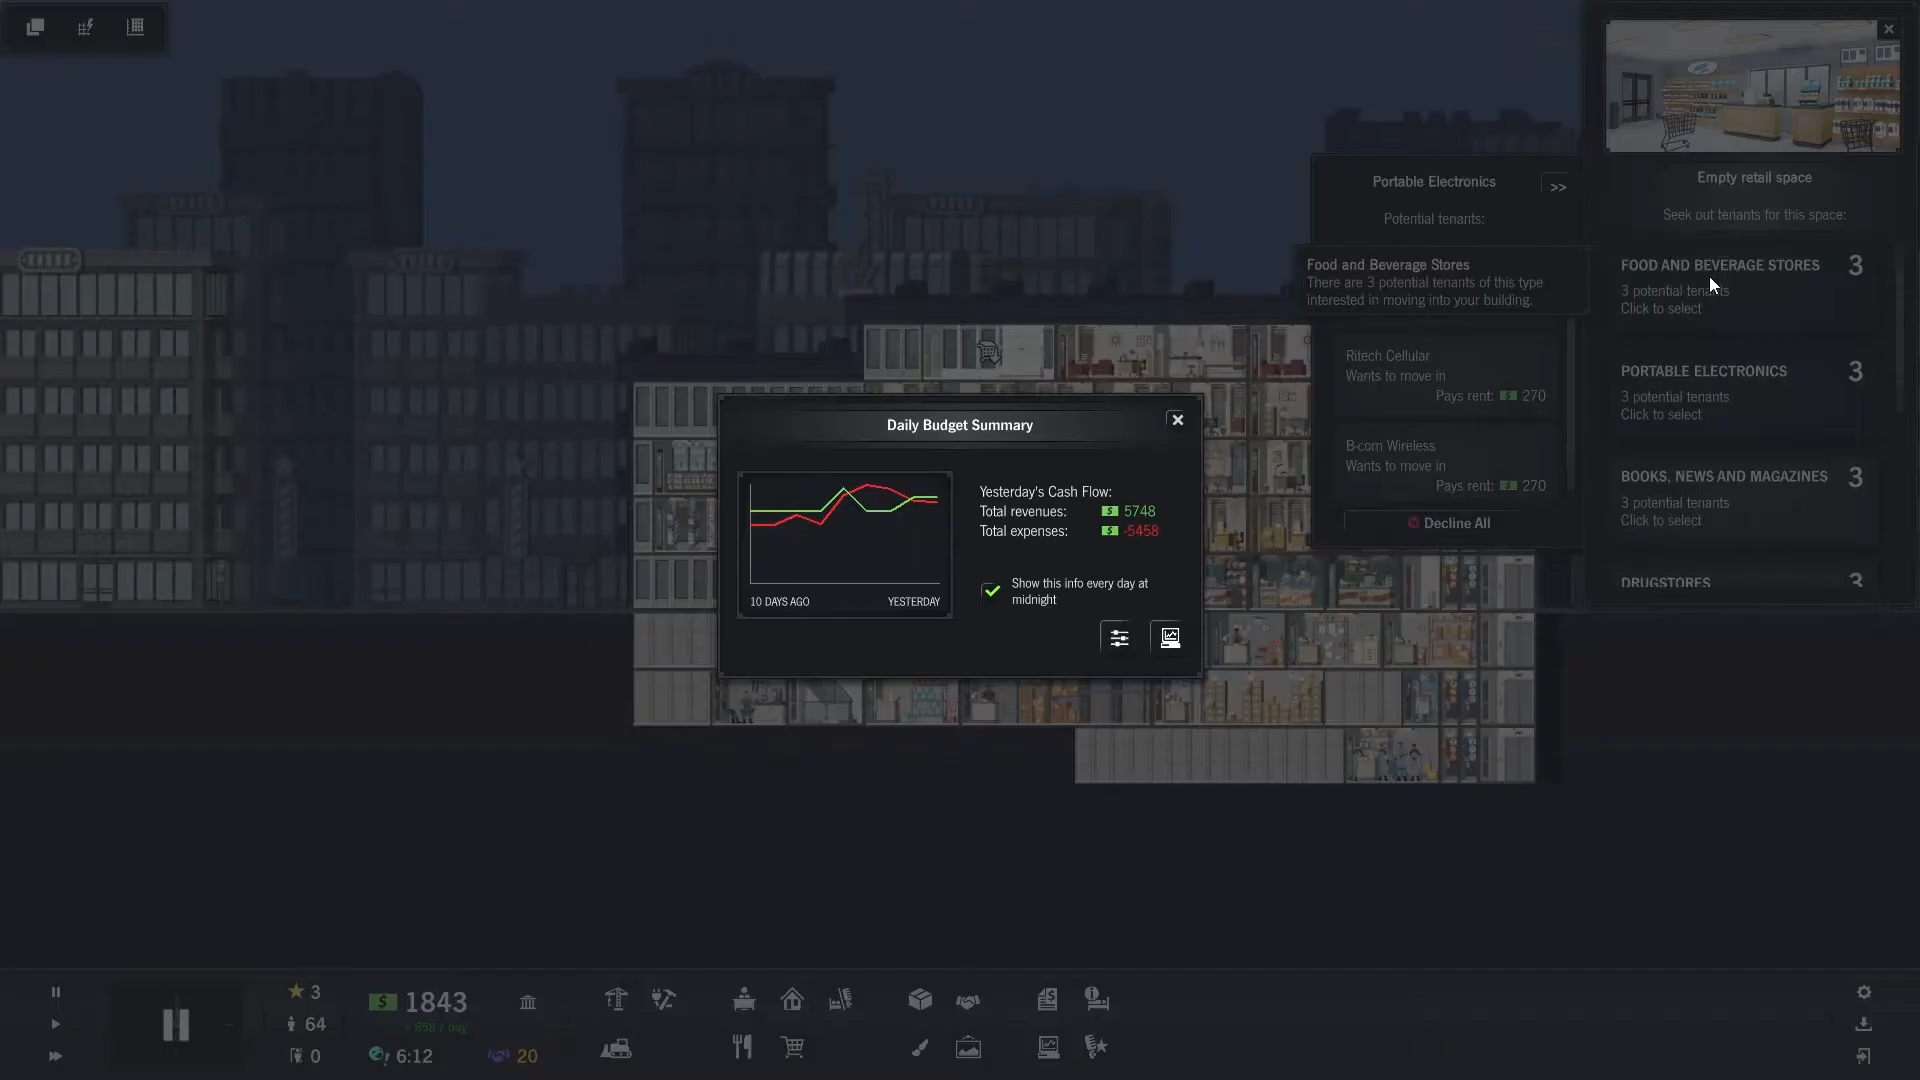 Empty retail space
Seek out tenants for this space:
FOOD AND BEVERAGE STORES 3
3 potential tenants
Click to select
PORTABLE ELECTRONICS 3
3 potential tenants
Click to select
BOOKS, NEWS AND MAGAZINES 3
3 potential tenants
Click to select
DRUGSTORES 3
Portable Electronics >>
Potential tenants:
Food and Beverage Stores
There are 3 potential tenants of this type
interested in moving into your building.
Ritech Cellular
Wants to move in
Pays rent: $ 270
B-com Wireless
Wants to move in
Pays rent: $ 270
Decline All
Daily Budget Summary
Yesterday's Cash Flow:
Total revenues: $ 5748
Total expenses: $ -5458
Show this info every day at
midnight
10 DAYS AGO YESTERDAY
3
$ 1843
64
+ 858 / day
0
6:12
20